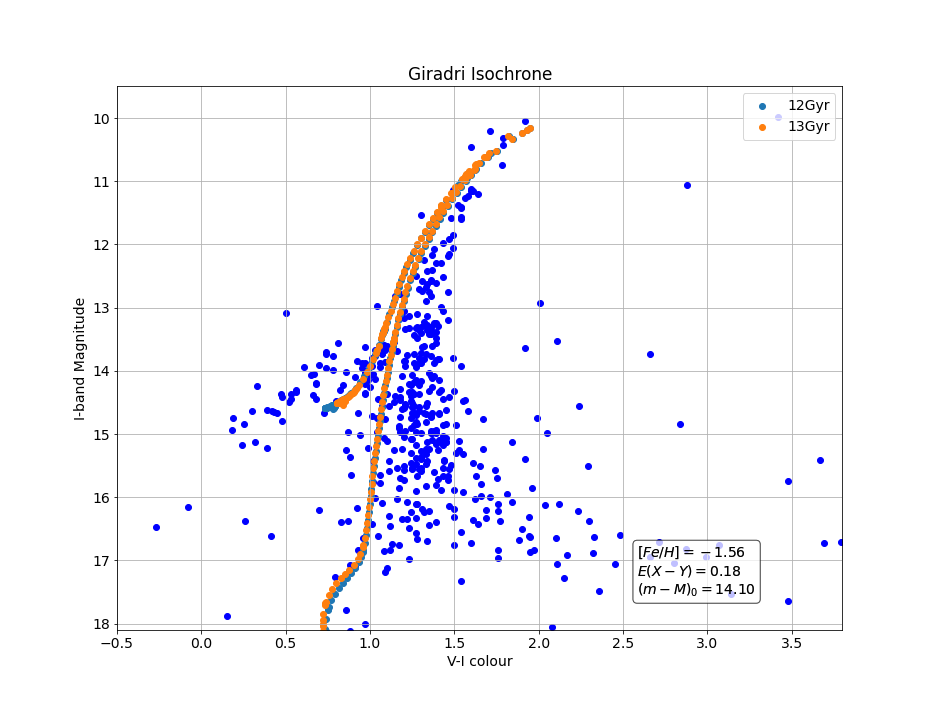 Giradri Isochrone
12Gyr
13Gyr
10
11
12
13
14
15
16
17
18
I-band Magnitude
[Fe/H] = −1.56
E(X − Y) = 0.18
(m − M)₀ = 14.10
−0.5 0.0 0.5 1.0 1.5 2.0 2.5 3.0 3.5
V-I colour